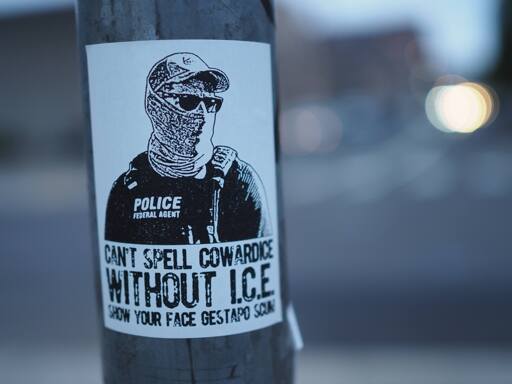 POLICE
FEDERAL AGENT
CAN'T SPELL COWARDICE
WITHOUT I.C.E.
SHOW YOUR FACE GESTAPO SCUM